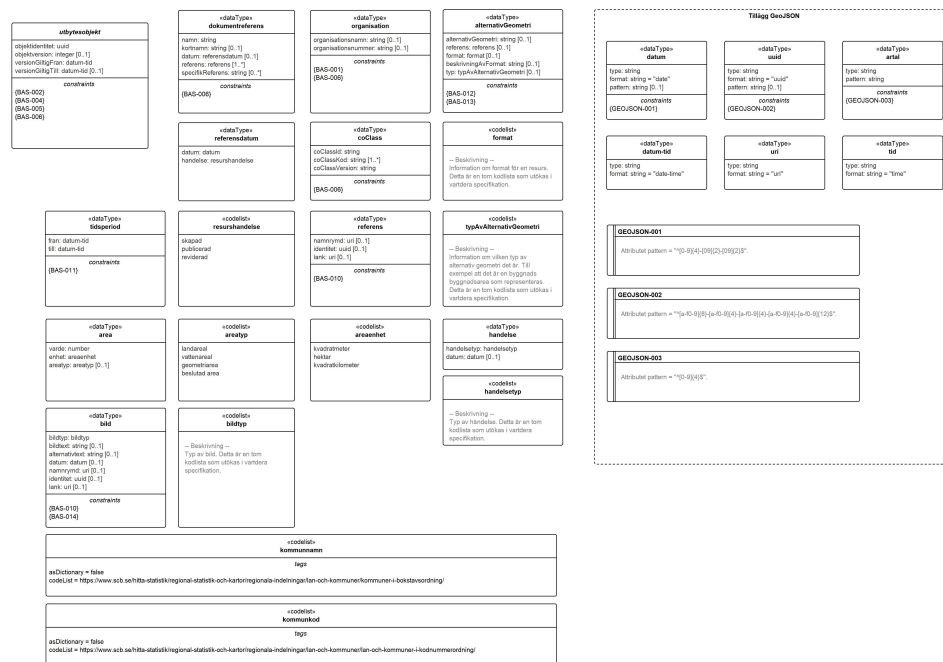 utbytesobjekt
objektidentitet: uuid
objektversion: integer [0..1]
versionGiltigFran: datum-tid
versionGiltigTill: datum-tid [0..1]
constraints
{BAS-002}
{BAS-004}
{BAS-005}
{BAS-006}
«dataType»
dokumentreferens
namn: string
kortnamn: string [0..1]
datum: referensdatum [0..1]
referens: referens [1..*]
specifikReferens: string [0..*]
constraints
{BAS-006}
«dataType»
organisation
organisationsnamn: string [0..1]
organisationsnummer: string [0..1]
constraints
{BAS-001}
{BAS-006}
«dataType»
alternativGeometri
alternativGeometri: string [0..1]
referens: referens [0..1]
format: format [0..1]
beskrivningAvFormat: string [0..1]
typ: typAvAlternativGeometri [0..1]
constraints
{BAS-012}
{BAS-013}
«dataType»
referensdatum
datum: datum
handelse: resurshandelse
«dataType»
coClass
coClassId: string
coClassKod: string [1..*]
coClassVersion: string
constraints
{BAS-006}
«codelist»
format
-- Beskrivning --
Information om format för en resurs.
Detta är en tom kodlista som utökas i
vartdera specifikation.
«dataType»
tidsperiod
fran: datum-tid
till: datum-tid
constraints
{BAS-011}
«codelist»
resurshandelse
skapad
publicerad
reviderad
«dataType»
referens
namnrymd: uri [0..1]
identitet: uuid [0..1]
lank: uri [0..1]
constraints
{BAS-010}
«codelist»
typAvAlternativGeometri
-- Beskrivning --
Information om vilken typ av
alternativ geometri det är. Till
exempel att det är en byggnads
byggnadsarea som representeras.
Detta är en tom kodlista som utökas i
vartdera specifikation.
«dataType»
area
varde: number
enhet: areaenhet
areatyp: areatyp [0..1]
«codelist»
areatyp
landareal
vattenareal
geometriarea
beslutad area
«codelist»
areaenhet
kvadratmeter
hektar
kvadratkilometer
«dataType»
handelse
handelsetyp: handelsetyp
datum: datum [0..1]
«codelist»
handelsetyp
-- Beskrivning --
Typ av händelse. Detta är en tom
kodlista som utökas i vartdera
specifikation.
«dataType»
bild
bildtyp: bildtyp
bildtext: string [0..1]
alternativtext: string [0..1]
datum: datum [0..1]
namnrymd: uri [0..1]
identitet: uuid [0..1]
lank: uri [0..1]
constraints
{BAS-010}
{BAS-014}
«codelist»
bildtyp
-- Beskrivning --
Typ av bild. Detta är en tom
kodlista som utökas i vartdera
specifikation.
«codelist»
kommunnamn
tags
asDictionary = false
codeList = https://www.scb.se/hitta-statistik/regional-statistik-och-kartor/regionala-indelningar/lan-och-kommuner/kommuner-i-bokstavsordning/
«codelist»
kommunkod
tags
asDictionary = false
codeList = https://www.scb.se/hitta-statistik/regional-statistik-och-kartor/regionala-indelningar/lan-och-kommuner/lan-och-kommuner-i-kodnummerordning/
Tillägg GeoJSON
«dataType»
datum
type: string
format: string = "date"
pattern: string [0..1]
constraints
{GEOJSON-001}
«dataType»
uuid
type: string
format: string = "uuid"
pattern: string [0..1]
constraints
{GEOJSON-002}
«dataType»
artal
type: string
pattern: string
constraints
{GEOJSON-003}
«dataType»
datum-tid
type: string
format: string = "date-time"
«dataType»
uri
type: string
format: string = "uri"
«dataType»
tid
type: string
format: string = "time"
GEOJSON-001
Attributet pattern = "^[0-9]{4}-[09]{2}-[09]{2}$".
GEOJSON-002
Attributet pattern = "^[a-f0-9]{8}-[a-f0-9]{4}-[a-f0-9]{4}-[a-f0-9]{4}-[a-f0-9]{12}$".
GEOJSON-003
Attributet pattern = "^[0-9]{4}$".